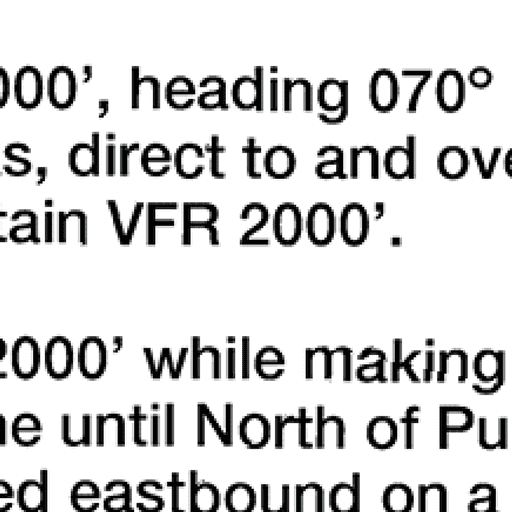 000’, heading 070°
s, direct to and ove
tain VFR 2000’.
2000’ while making
ne until North of Pu
ed eastbound on a